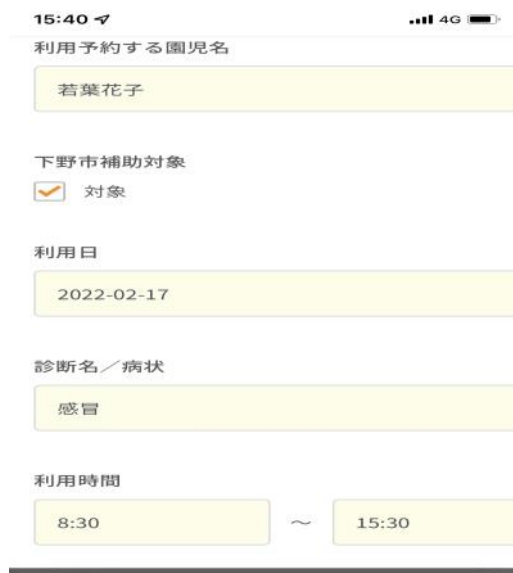 15:40 4G
利用予約する園児名
若葉花子
下野市補助対象
対象
利用日
2022-02-17
診断名／病状
感冒
利用時間
8:30 ～ 15:30